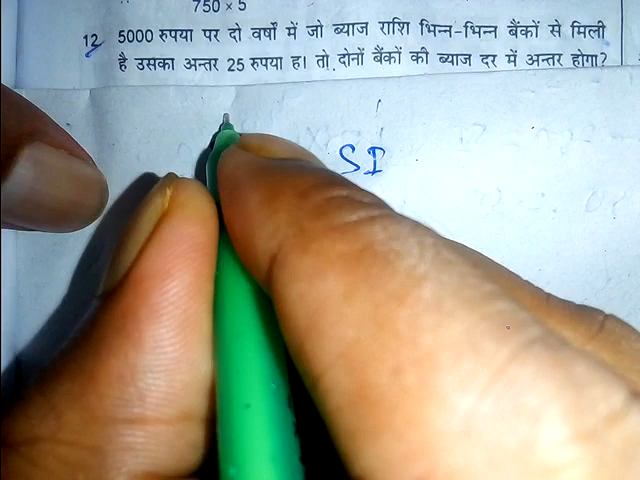 750 × 5
12 5000 रुपया पर दो वर्षों में जो ब्याज राशि भिन्न-भिन्न बैंकों से मिली
है उसका अन्तर 25 रुपया ह। तो, दोनों बैंकों की ब्याज दर में अन्तर होगा?
SI